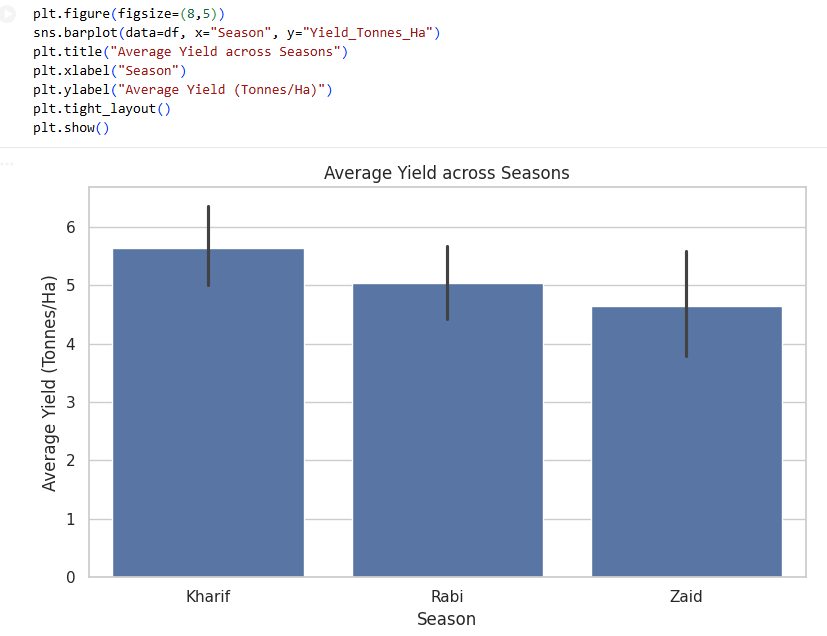 plt.figure(figsize=(8,5))
sns.barplot(data=df, x="Season", y="Yield_Tonnes_Ha")
plt.title("Average Yield across Seasons")
plt.xlabel("Season")
plt.ylabel("Average Yield (Tonnes/Ha)")
plt.tight_layout()
plt.show()
Average Yield across Seasons
Average Yield (Tonnes/Ha)
6
5
4
3
2
1
0
Kharif Rabi Zaid
Season